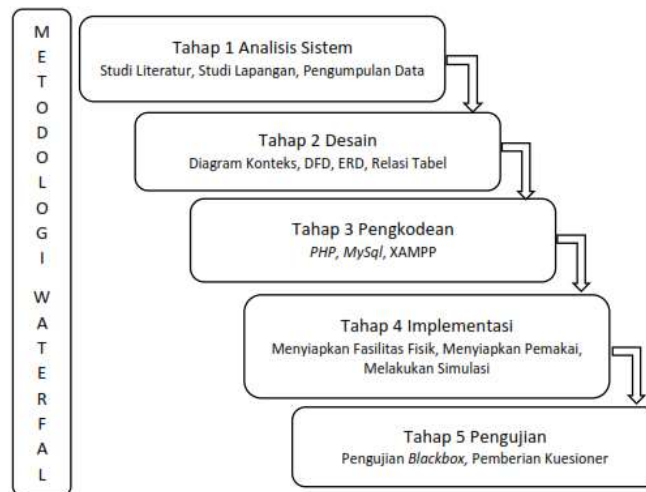 METODOLOGI WATERFAL
Tahap 1 Analisis Sistem
Studi Literatur, Studi Lapangan, Pengumpulan Data
Tahap 2 Desain
Diagram Konteks, DFD, ERD, Relasi Tabel
Tahap 3 Pengkodean
PHP, MySql, XAMPP
Tahap 4 Implementasi
Menyiapkan Fasilitas Fisik, Menyiapkan Pemakai,
Melakukan Simulasi
Tahap 5 Pengujian
Pengujian Blackbox, Pemberian Kuesioner